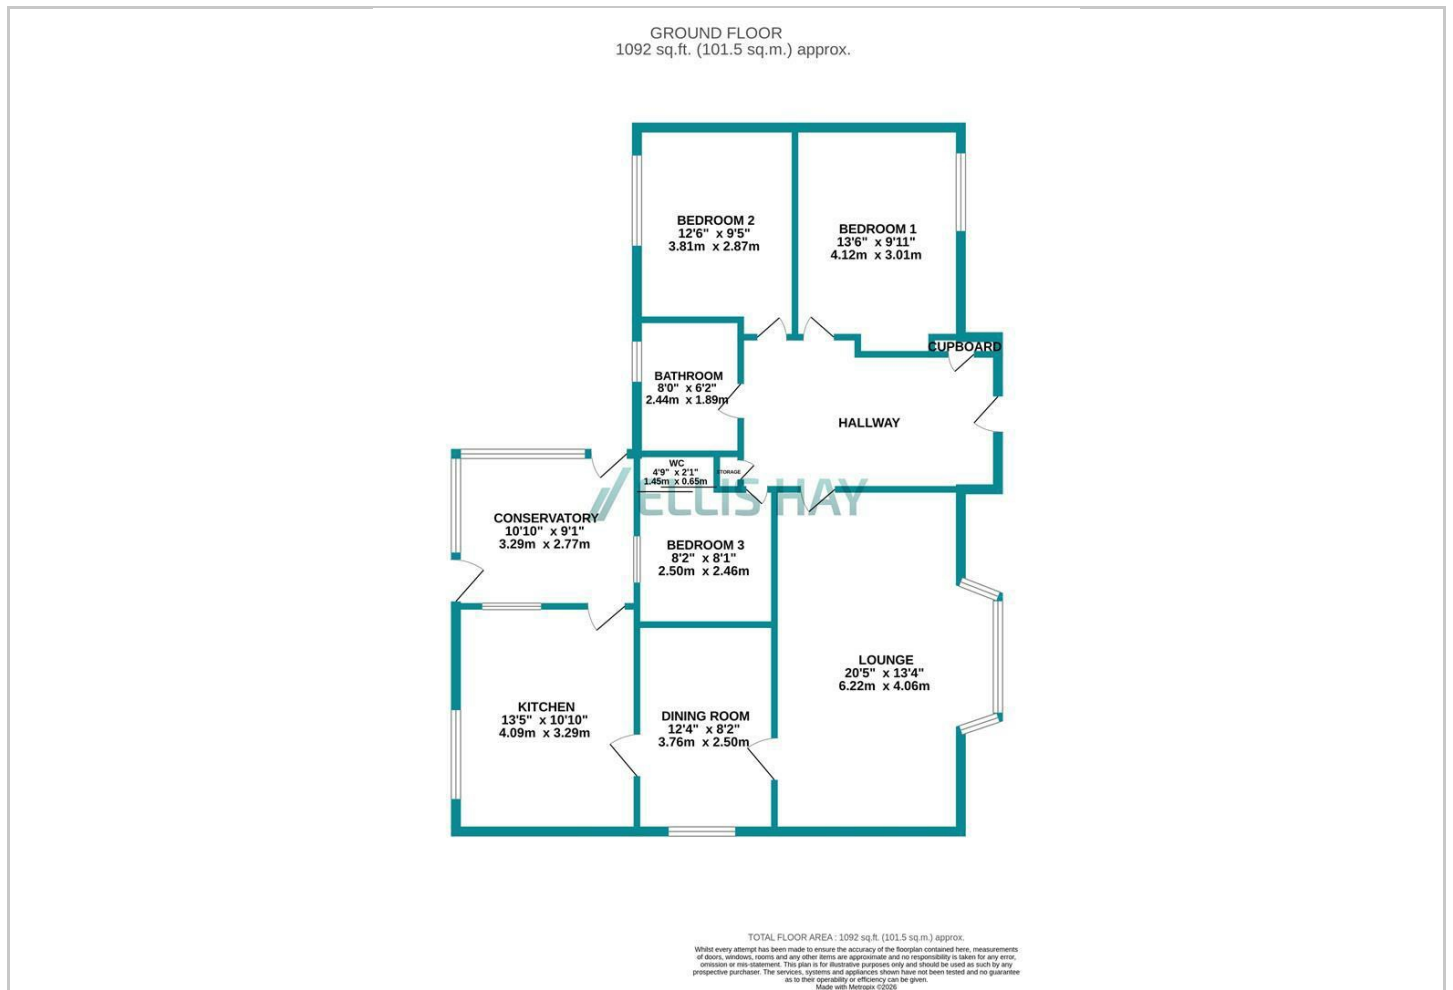 GROUND FLOOR
1092 sq.ft. (101.5 sq.m.) approx.
BEDROOM 2
12'6" x 9'5"
3.81m x 2.87m
BEDROOM 1
13'6" x 9'11"
4.12m x 3.01m
CUPBOARD
BATHROOM
8'0" x 6'2"
2.44m x 1.89m
HALLWAY
WC
4'9" x 2'1"
1.45m x 0.65m
STORAGE
ELLIS HAY
CONSERVATORY
10'10" x 9'1"
3.29m x 2.77m
BEDROOM 3
8'2" x 8'1"
2.50m x 2.46m
LOUNGE
20'5" x 13'4"
6.22m x 4.06m
KITCHEN
13'5" x 10'10"
4.09m x 3.29m
DINING ROOM
12'4" x 8'2"
3.76m x 2.50m
TOTAL FLOOR AREA : 1092 sq.ft. (101.5 sq.m.) approx.
Whilst every attempt has been made to ensure the accuracy of the floorplan contained here, measurements
of doors, windows, rooms and any other items are approximate and no responsibility is taken for any error,
omission or mis-statement. This plan is for illustrative purposes only and should be used as such by any
prospective purchaser. The services, systems and appliances shown have not been tested and no guarantee
as to their operability or efficiency can be given.
Made with Metropix ©2026